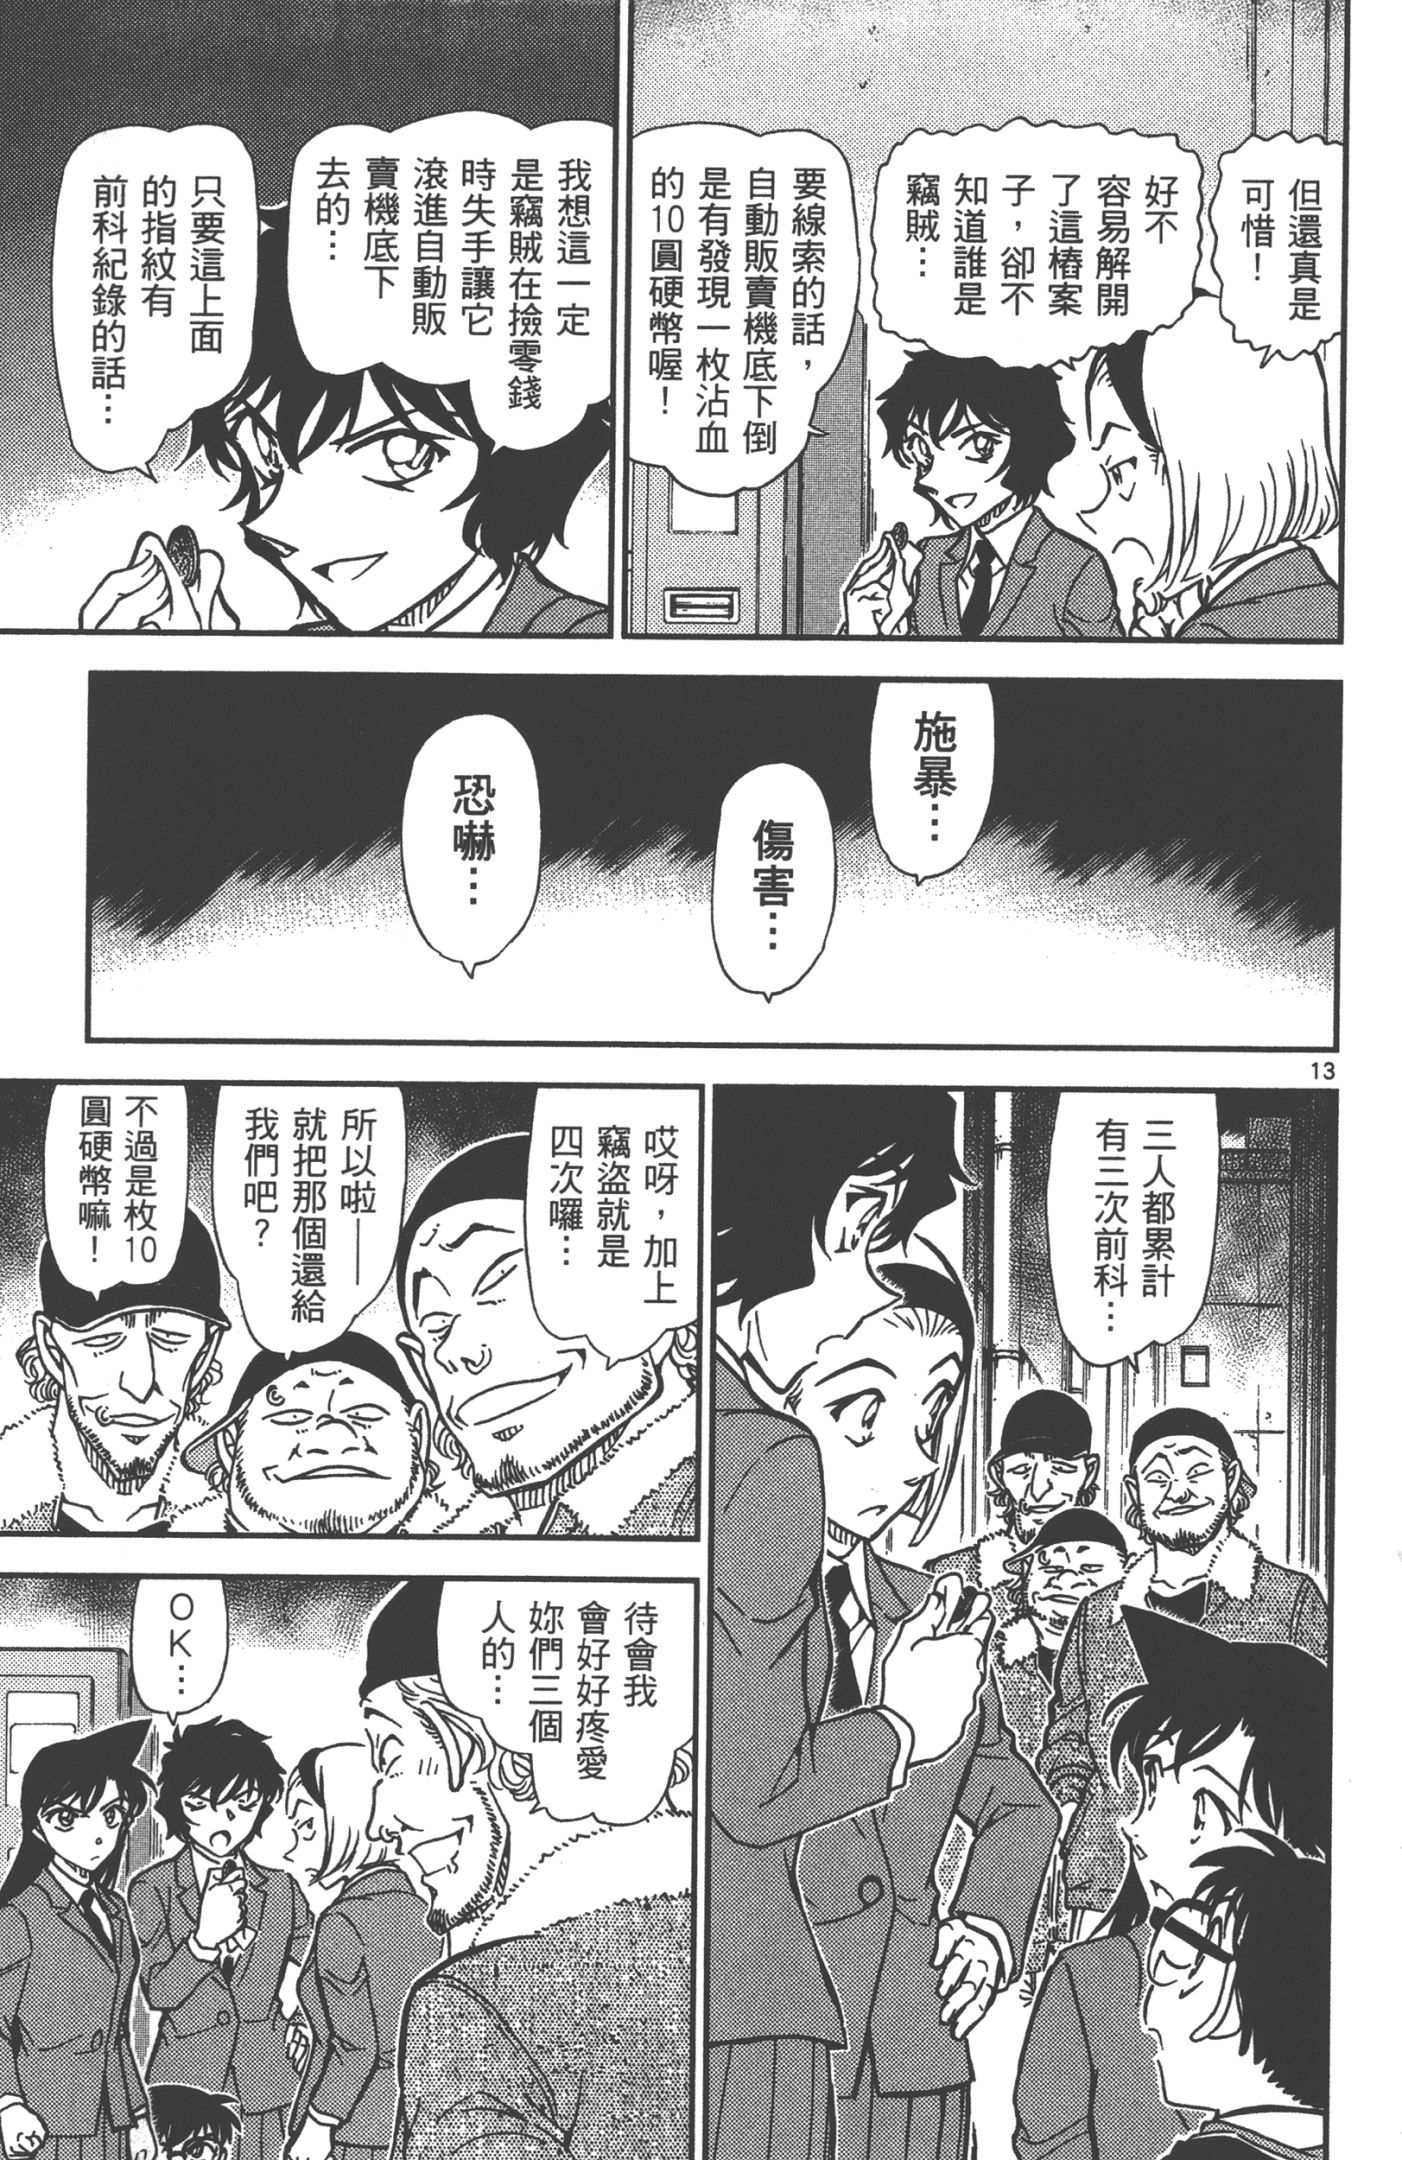 但還真是
可惜！
好不
容易解開
了這樁案
子，卻不
知道誰是
竊賊…
要線索的話，
自動販賣機底下倒
是有發現一枚沾血
的10圓硬幣喔！
我想這一定
是竊賊在撿零錢
時失手讓它
滾進自動販
賣機底下
去的…
只要這上面
的指紋有
前科紀錄的話…
施暴…
傷害…
恐嚇…
13
三人都累計
有三次前科…
哎呀，加上
竊盜就是
四次囉…
所以啦—
就把那個還給
我們吧？
不過是枚10
圓硬幣嘛！
待會我
會好好疼愛
妳們三個
人的…
OK…